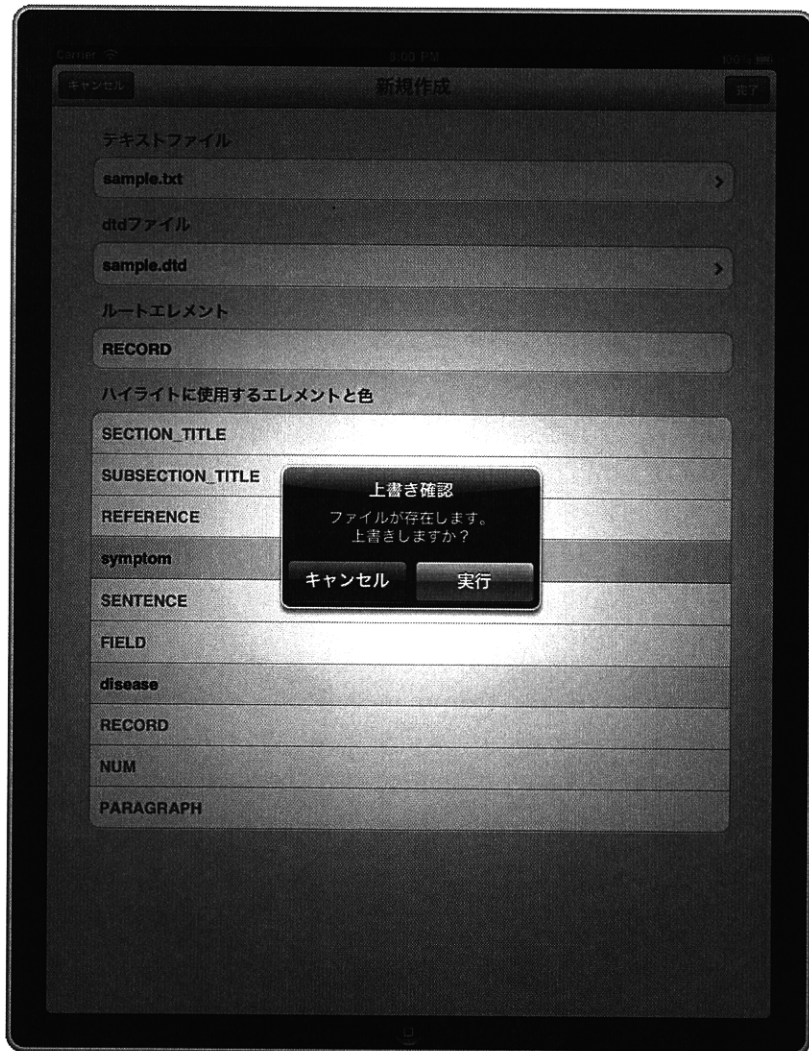 Carrier
8:00 PM
100%
キャンセル
新規作成
完了
テキストファイル
sample.txt
dtdファイル
sample.dtd
ルートエレメント
RECORD
ハイライトに使用するエレメントと色
SECTION_TITLE
SUBSECTION_TITLE
REFERENCE
symptom
SENTENCE
FIELD
disease
RECORD
NUM
PARAGRAPH
上書き確認
ファイルが存在します。
上書きしますか？
キャンセル
実行